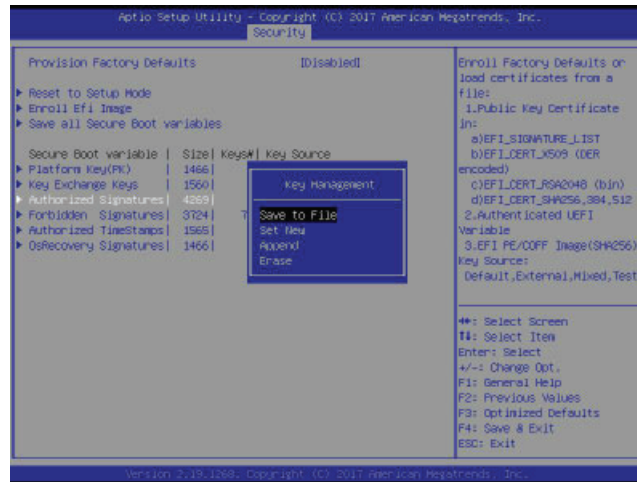 Aptio Setup Utility - Copyright (C) 2017 American Megatrends, Inc.
Security
Provision Factory Defaults [Disabled]
▶ Reset to Setup Mode
▶ Enroll Efi Image
▶ Save all Secure Boot variables
Secure Boot variable | Size| Keys#| Key Source
▶ Platform Key(PK) | 1466|
▶ Key Exchange Keys | 1560|
▶ Authorized Signatures| 4269|
▶ Forbidden Signatures| 3724| 7
▶ Authorized TimeStamps| 1565|
▶ OsRecovery Signatures| 1466|
Key Management
Save to File
Set New
Append
Erase
Enroll Factory Defaults or
load certificates from a
file:
1.Public Key Certificate
in:
a)EFI_SIGNATURE_LIST
b)EFI_CERT_X509 (DER
encoded)
c)EFI_CERT_RSA2048 (bin)
d)EFI_CERT_SHA256,384,512
2.Authenticated UEFI
Variable
3.EFI PE/COFF Image(SHA256)
Key Source:
Default,External,Mixed,Test
↔: Select Screen
↑↓: Select Item
Enter: Select
+/-: Change Opt.
F1: General Help
F2: Previous Values
F3: Optimized Defaults
F4: Save & Exit
ESC: Exit
Version 2.19.1268. Copyright (C) 2017 American Megatrends, Inc.